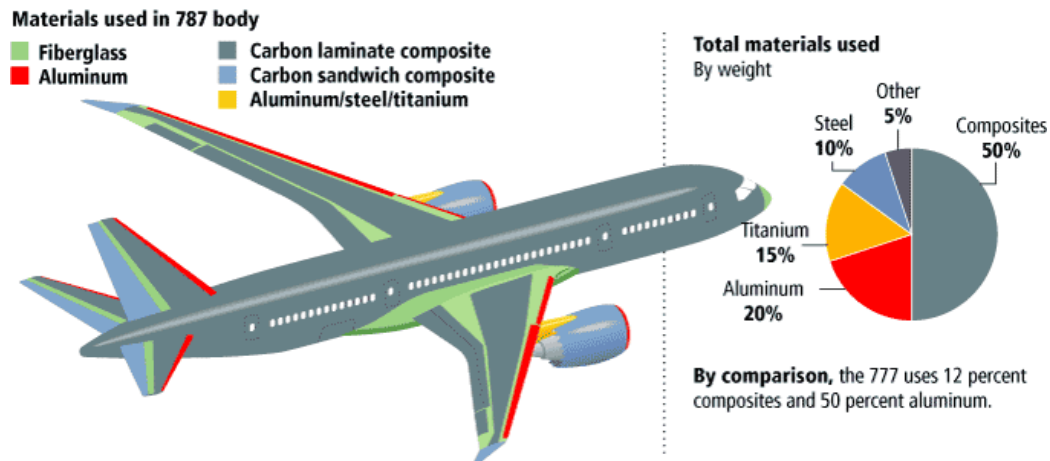 Materials used in 787 body
Fiberglass
Aluminum
Carbon laminate composite
Carbon sandwich composite
Aluminum/steel/titanium
Total materials used
By weight
Other
5%
Steel
10%
Composites
50%
Titanium
15%
Aluminum
20%
By comparison, the 777 uses 12 percent
composites and 50 percent aluminum.